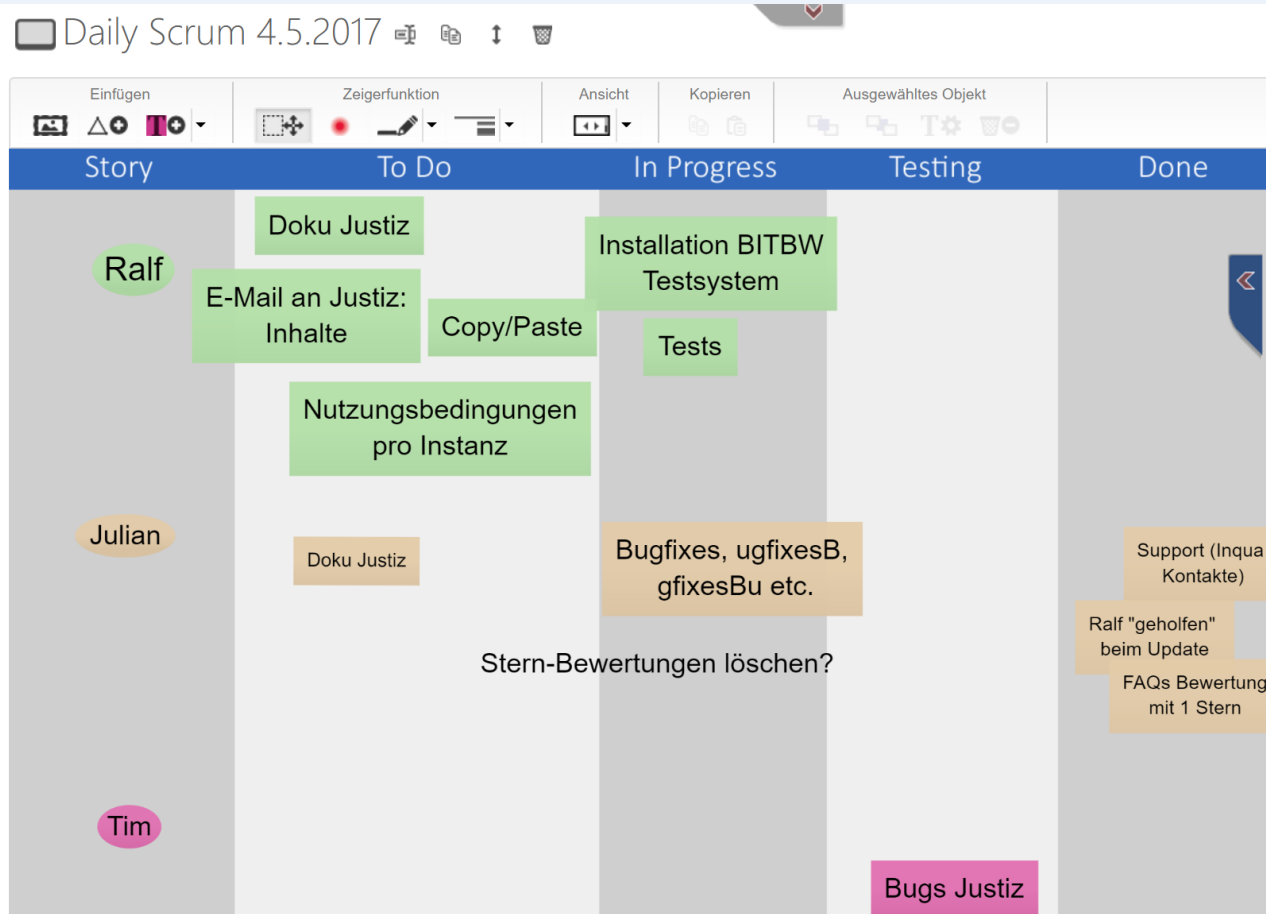 Daily Scrum 4.5.2017
Einfügen
Zeigerfunktion
Ansicht
Kopieren
Ausgewähltes Objekt
Story
To Do
In Progress
Testing
Done
Ralf
Doku Justiz
E-Mail an Justiz:
Inhalte
Copy/Paste
Nutzungsbedingungen
pro Instanz
Installation BITBW
Testsystem
Tests
Julian
Doku Justiz
Bugfixes, ugfixesB,
gfixesBu etc.
Stern-Bewertungen löschen?
Support (Inqua
Kontakte)
Ralf "geholfen"
beim Update
FAQs Bewertung
mit 1 Stern
Tim
Bugs Justiz